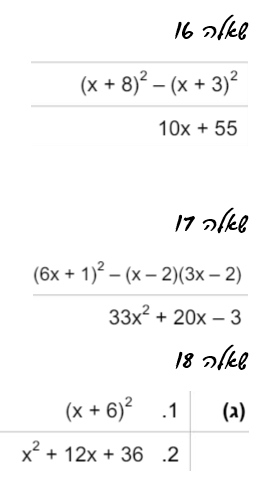 שאלה 16
(x + 8)² – (x + 3)²
10x + 55
שאלה 17
(6x + 1)² – (x – 2)(3x – 2)
33x² + 20x – 3
שאלה 18
(ג) 1. (x + 6)²
2. x² + 12x + 36